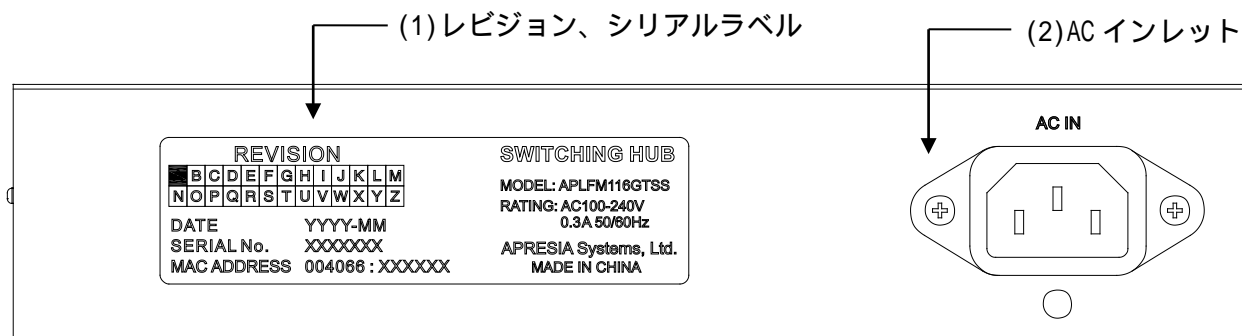 (1)レビジョン、シリアルラベル
(2)AC インレット
AC IN
REVISION
B C D E F G H I J K L M
N O P Q R S T U V W X Y Z
DATE YYYY-MM
SERIAL No. XXXXXXX
MAC ADDRESS 004066 : XXXXXX
SWITCHING HUB
MODEL: APLFM116GTSS
RATING: AC100-240V
0.3A 50/60Hz
APRESIA Systems, Ltd.
MADE IN CHINA